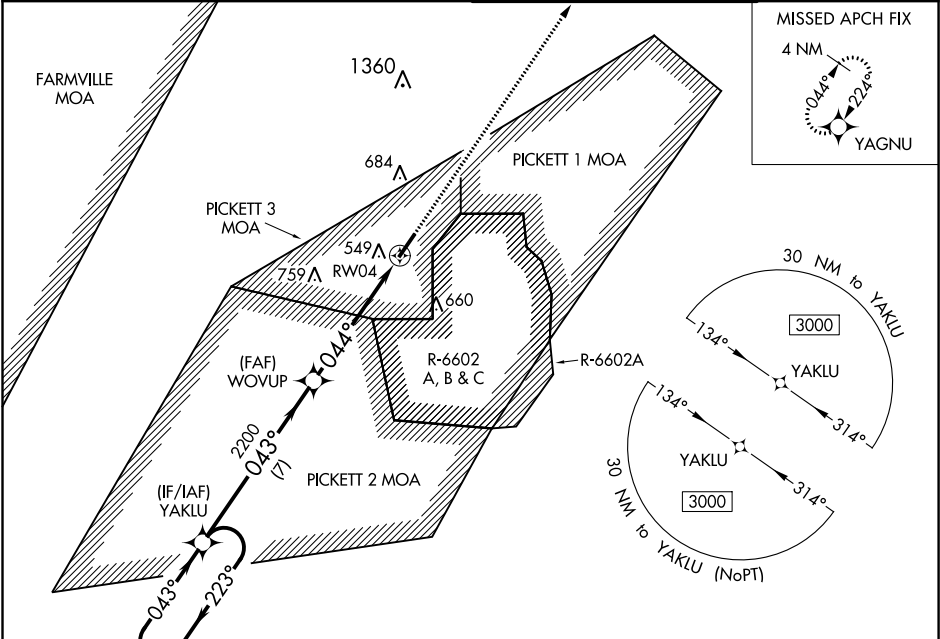 FARMVILLE
MOA
1360
684
PICKETT 1 MOA
PICKETT 3
MOA
549
759
RW04
660
044°
(FAF)
WOVUP
R-6602
A, B & C
R-6602A
2200
043°
(7)
PICKETT 2 MOA
(IF/IAF)
YAKLU
043°
223°
MISSED APCH FIX
4 NM
044°
224°
YAGNU
30 NM to YAKLU
3000
134°
YAKLU
314°
134°
YAKLU
314°
3000
30 NM to YAKLU (NoPT)